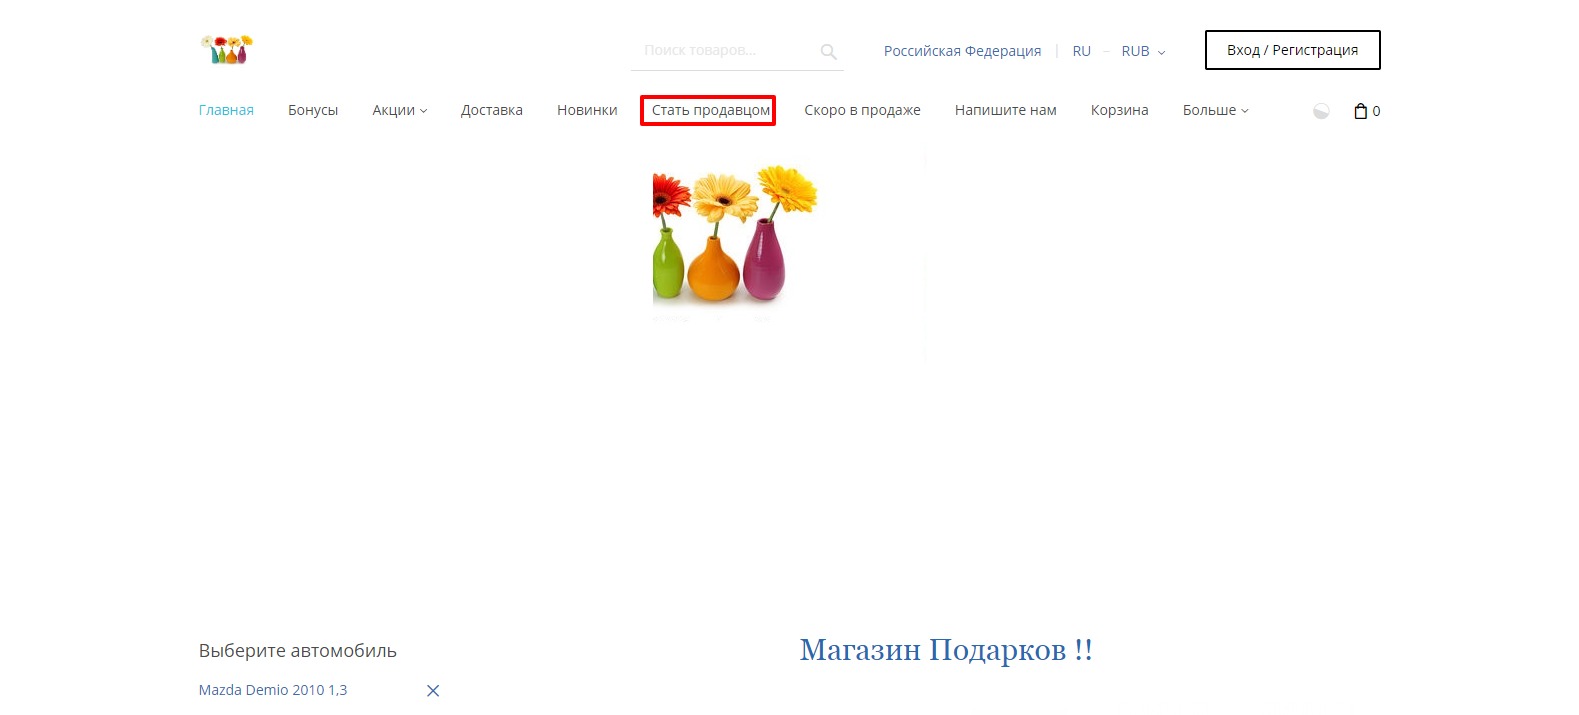 Поиск товаров...
Российская Федерация | RU – RUB
Вход / Регистрация
Главная Бонусы Акции Доставка Новинки Стать продавцом Скоро в продаже Напишите нам Корзина Больше 0
Выберите автомобиль
Магазин Подарков !!
Mazda Demio 2010 1,3